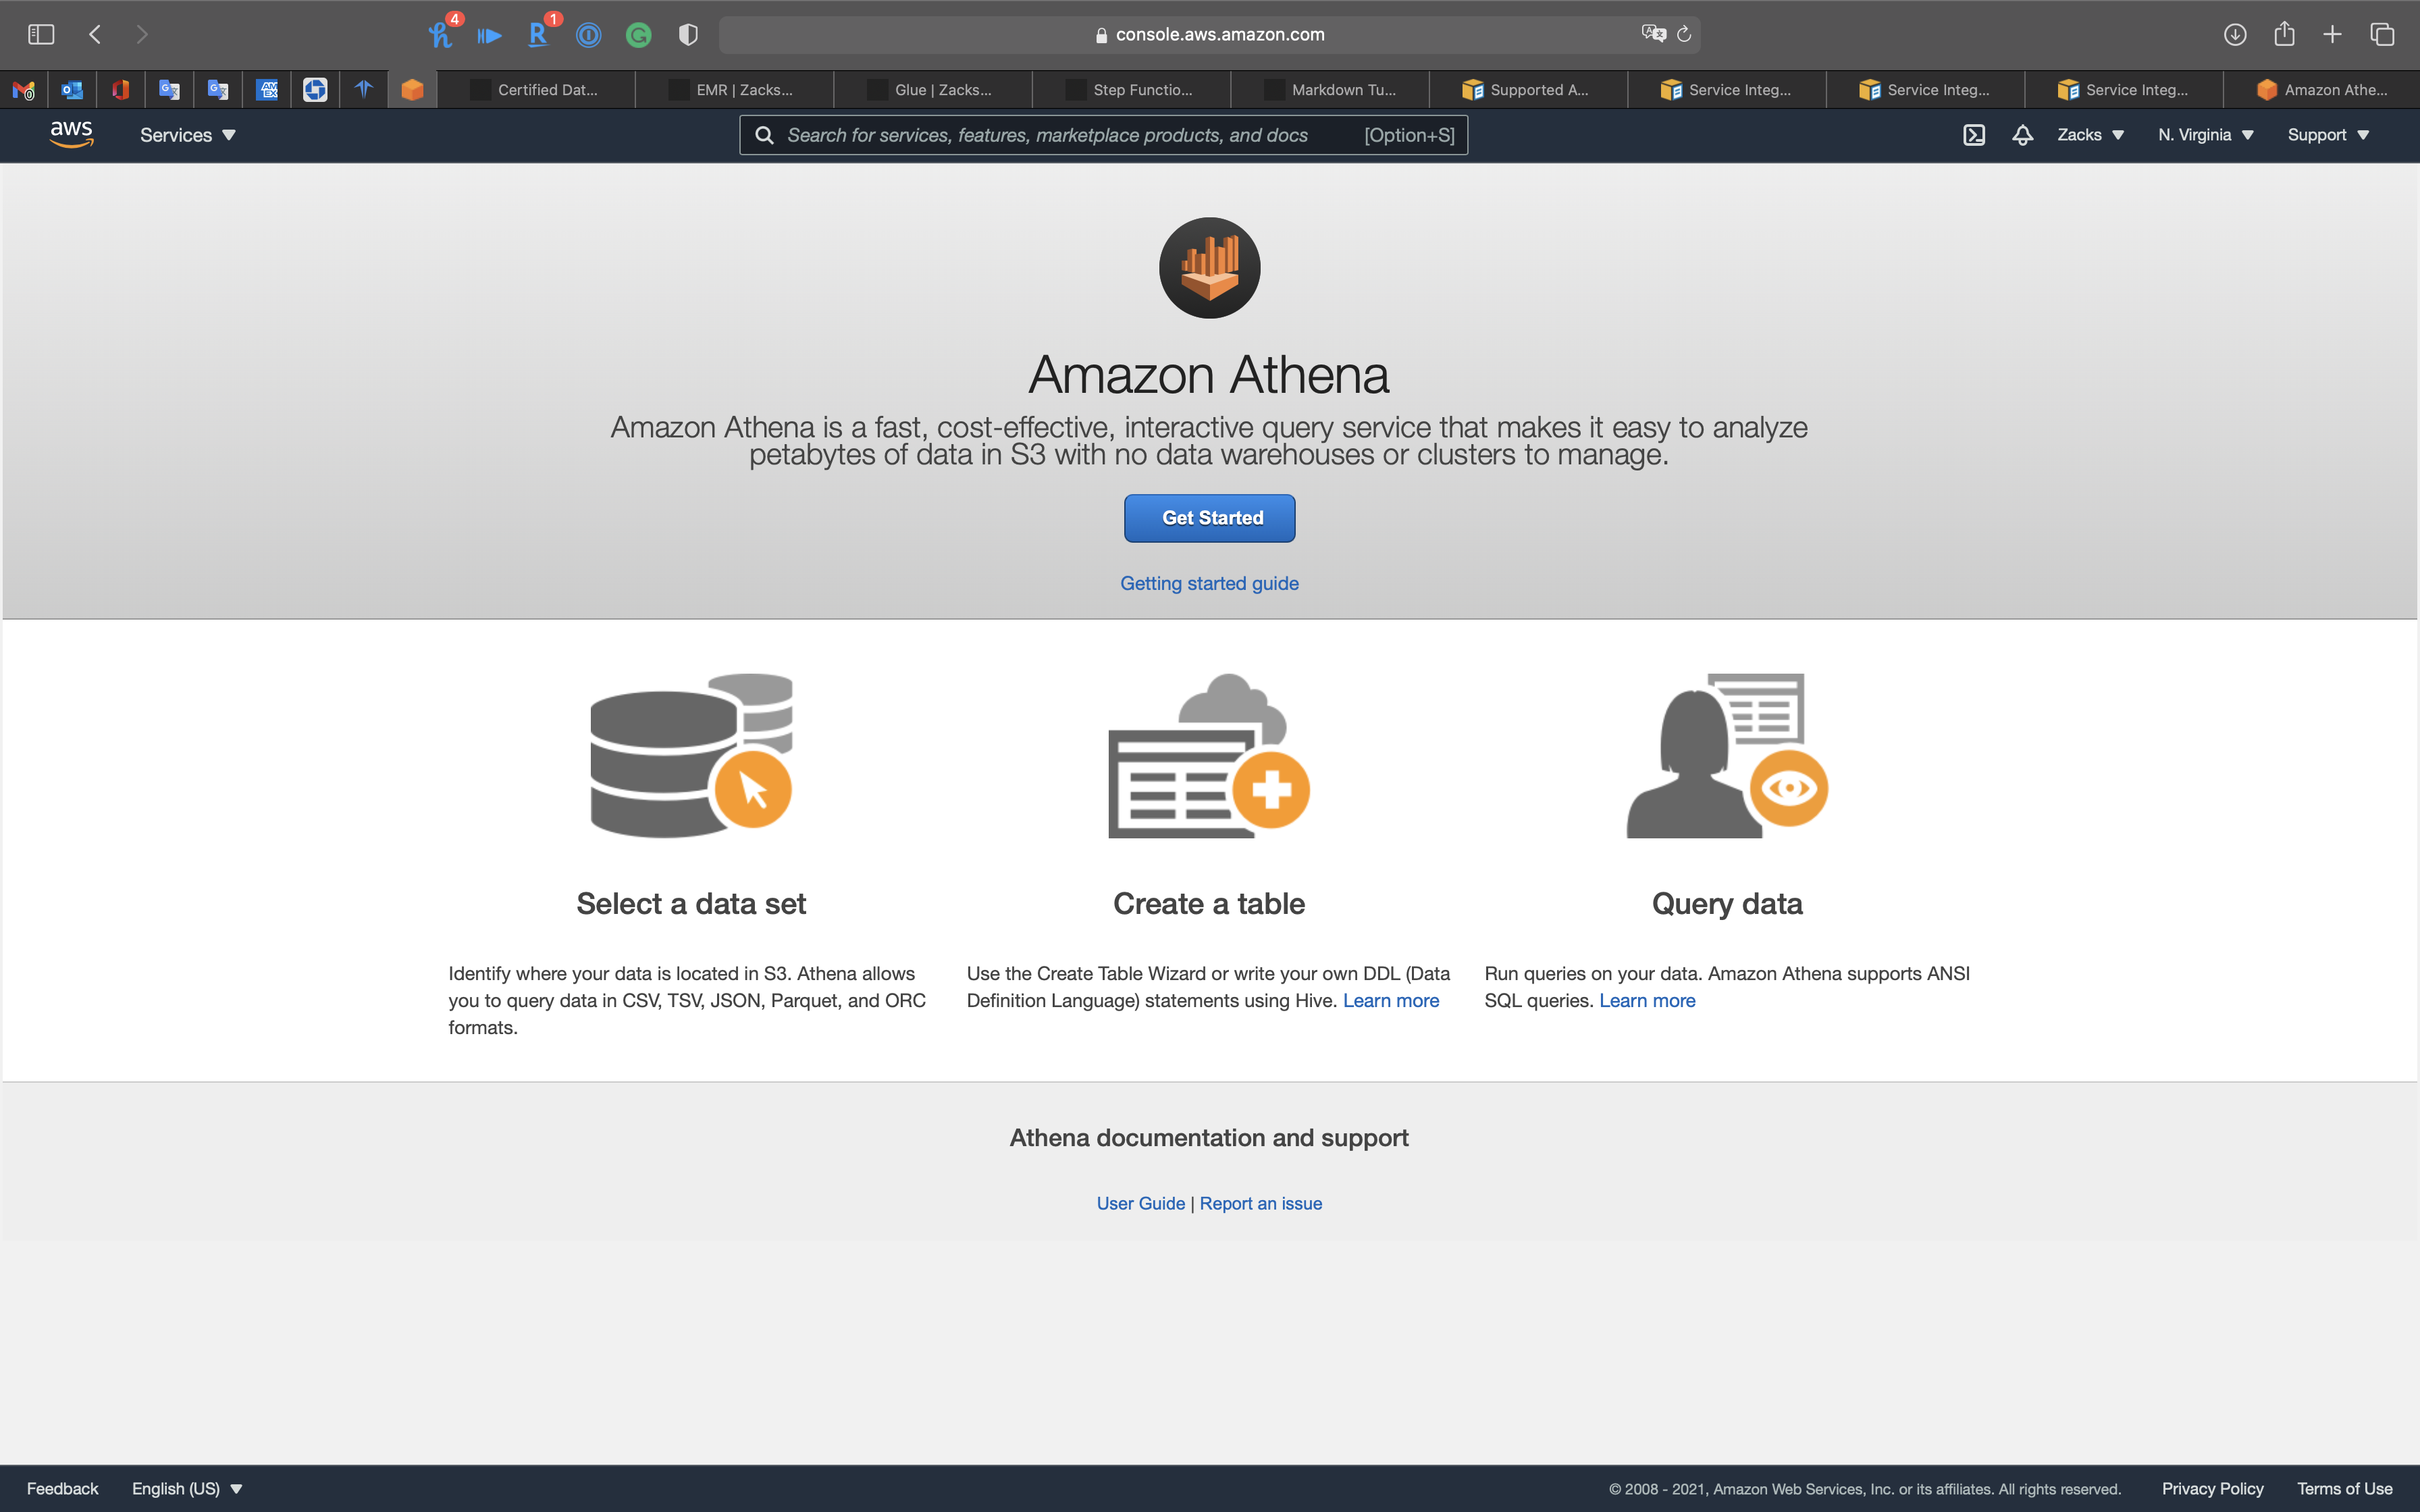 4
1
console.aws.amazon.com
Certified Dat...
EMR | Zacks...
Glue | Zacks...
Step Functio...
Markdown Tu...
Supported A...
Service Integ...
Service Integ...
Service Integ...
Amazon Athe...
aws
Services
Search for services, features, marketplace products, and docs [Option+S]
Zacks
N. Virginia
Support
Amazon Athena
Amazon Athena is a fast, cost-effective, interactive query service that makes it easy to analyze
petabytes of data in S3 with no data warehouses or clusters to manage.
Get Started
Getting started guide
Select a data set
Identify where your data is located in S3. Athena allows
you to query data in CSV, TSV, JSON, Parquet, and ORC
formats.
Create a table
Use the Create Table Wizard or write your own DDL (Data
Definition Language) statements using Hive. Learn more
Query data
Run queries on your data. Amazon Athena supports ANSI
SQL queries. Learn more
Athena documentation and support
User Guide | Report an issue
Feedback
English (US)
© 2008 - 2021, Amazon Web Services, Inc. or its affiliates. All rights reserved.
Privacy Policy
Terms of Use